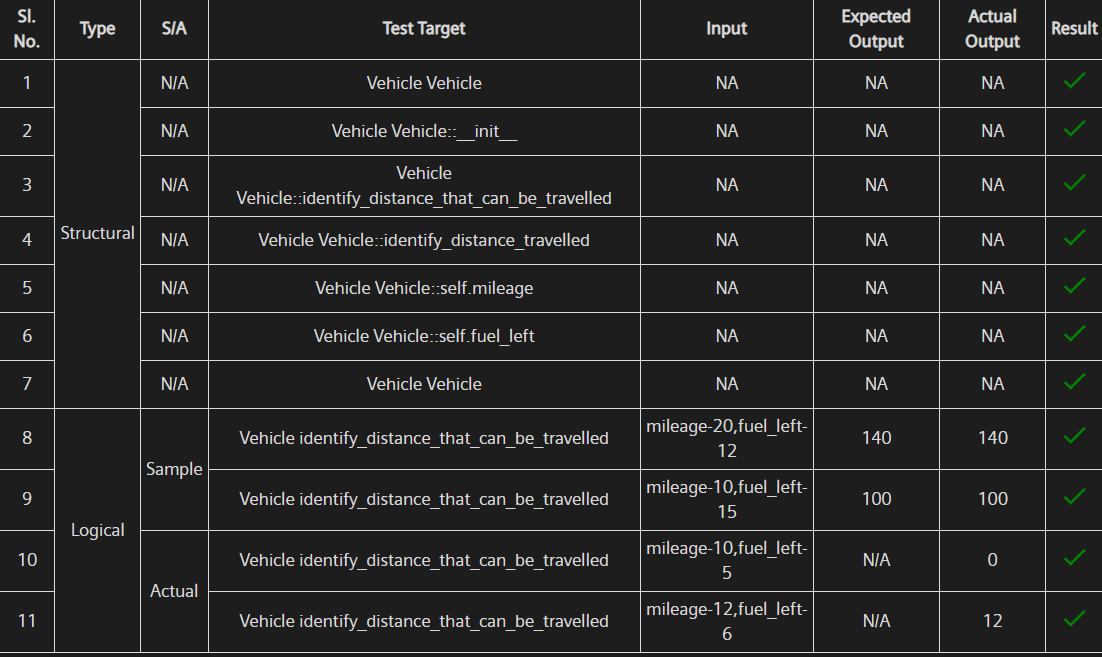 Sl. No. Type S/A Test Target Input Expected Output Actual Output Result
1 Structural N/A Vehicle Vehicle NA NA NA
2 N/A Vehicle Vehicle::__init__ NA NA NA
3 N/A Vehicle Vehicle::identify_distance_that_can_be_travelled NA NA NA
4 N/A Vehicle Vehicle::identify_distance_travelled NA NA NA
5 N/A Vehicle Vehicle::self.mileage NA NA NA
6 N/A Vehicle Vehicle::self.fuel_left NA NA NA
7 N/A Vehicle Vehicle NA NA NA
8 Logical Sample Vehicle identify_distance_that_can_be_travelled mileage-20,fuel_left-12 140 140
9 Vehicle identify_distance_that_can_be_travelled mileage-10,fuel_left-15 100 100
10 Actual Vehicle identify_distance_that_can_be_travelled mileage-10,fuel_left-5 N/A 0
11 Vehicle identify_distance_that_can_be_travelled mileage-12,fuel_left-6 N/A 12